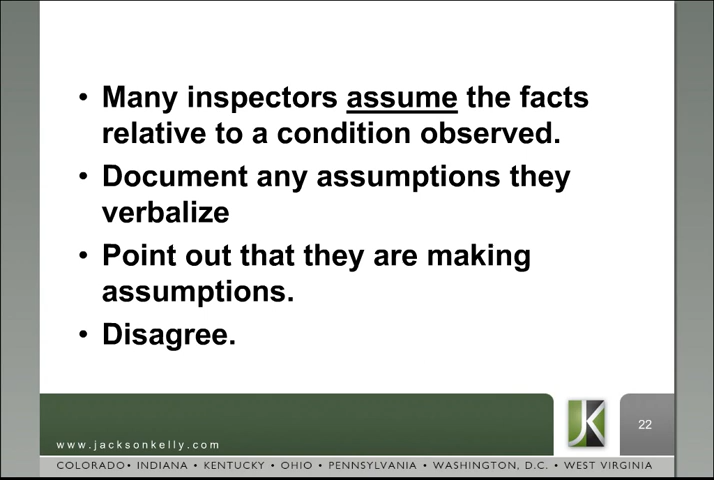 • Many inspectors assume the facts
relative to a condition observed.
• Document any assumptions they
verbalize
• Point out that they are making
assumptions.
• Disagree.
JK
22
www.jacksonkelly.com
COLORADO • INDIANA • KENTUCKY • OHIO • PENNSYLVANIA • WASHINGTON, D.C. • WEST VIRGINIA